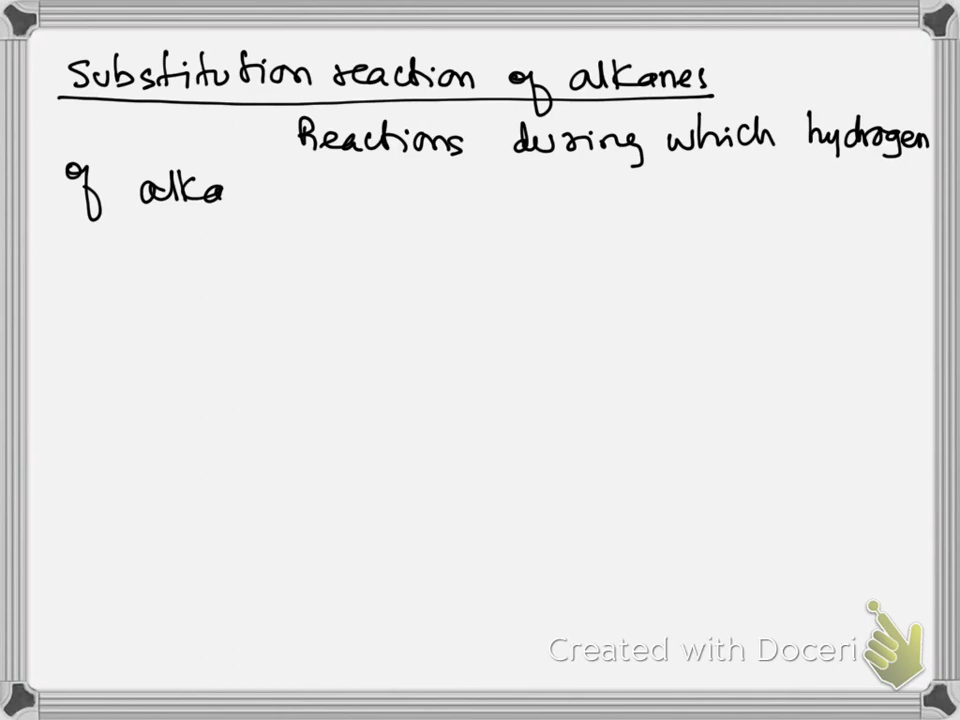 Substitution reaction of alkanes
Reactions during which hydrogen
of alka
Created with Doceri